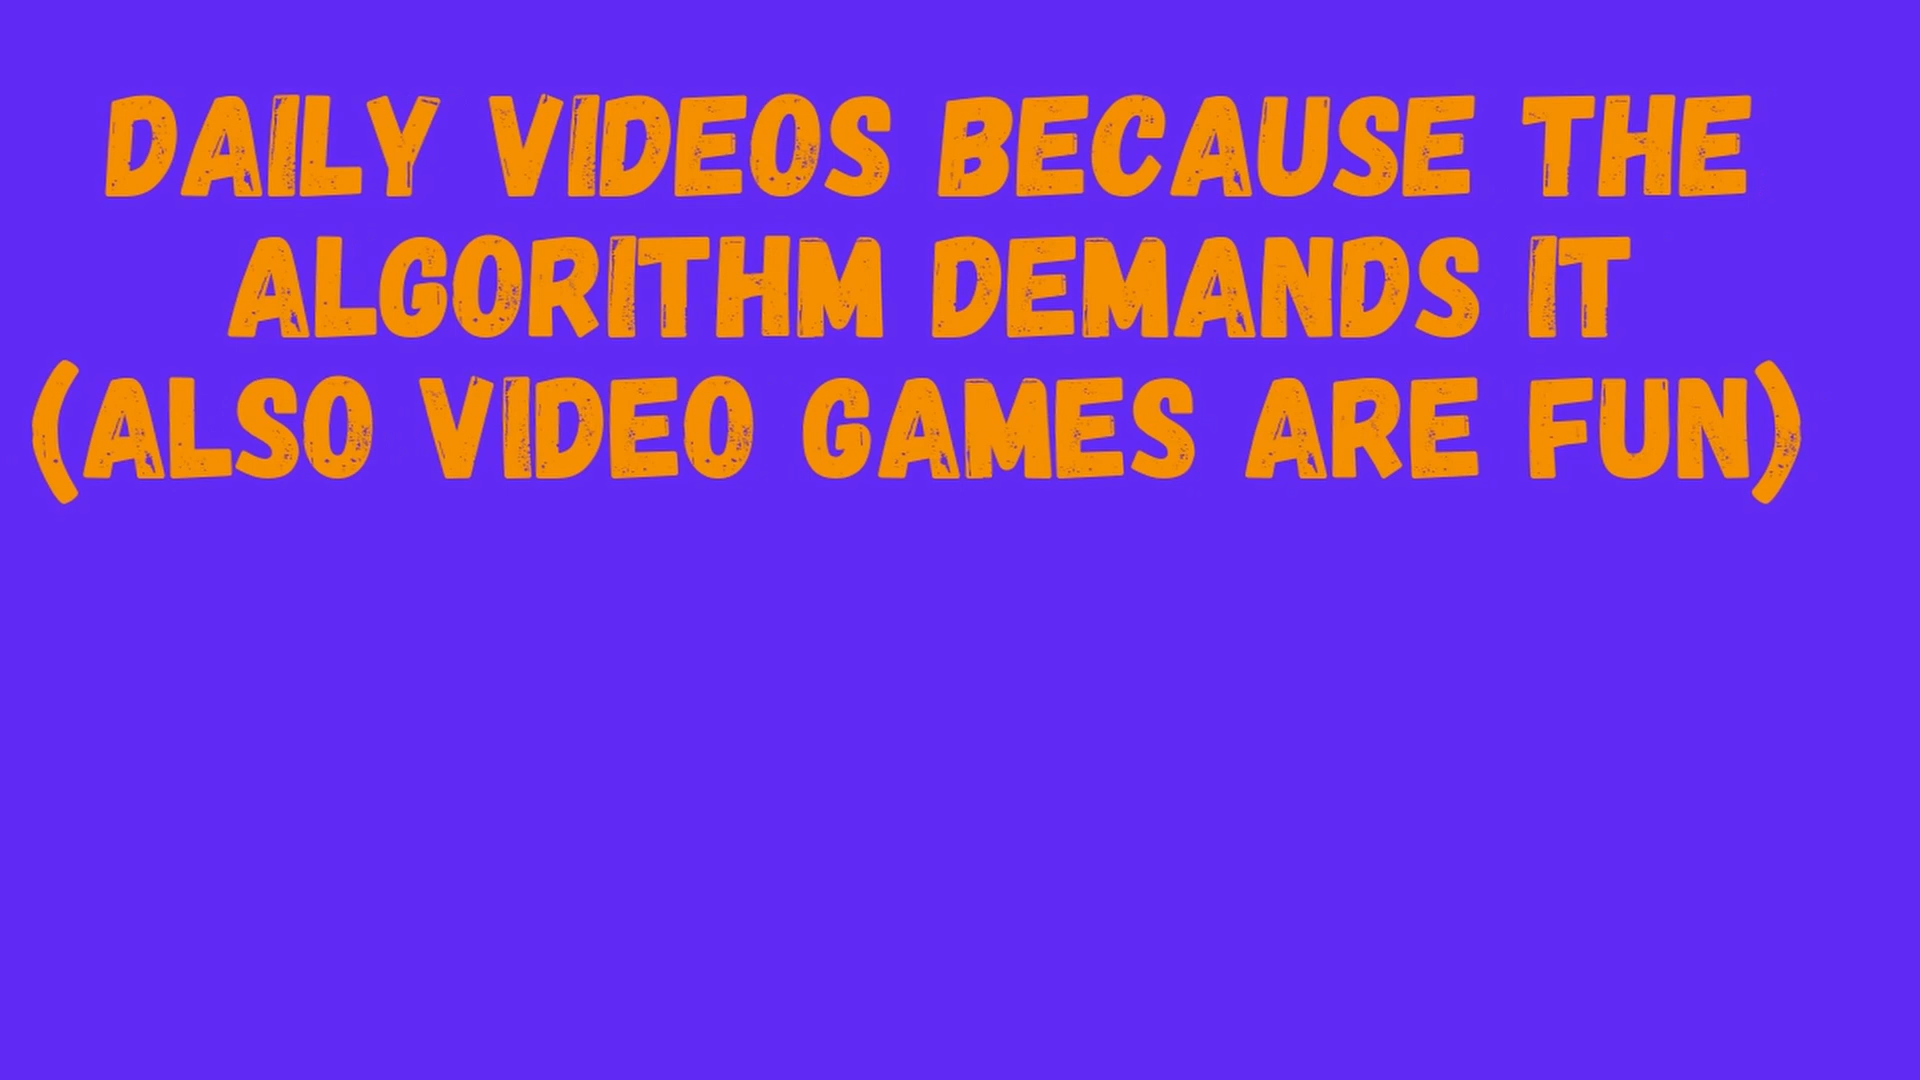 DAILY VIDEOS BECAUSE THE
ALGORITHM DEMANDS IT
(ALSO VIDEO GAMES ARE FUN)